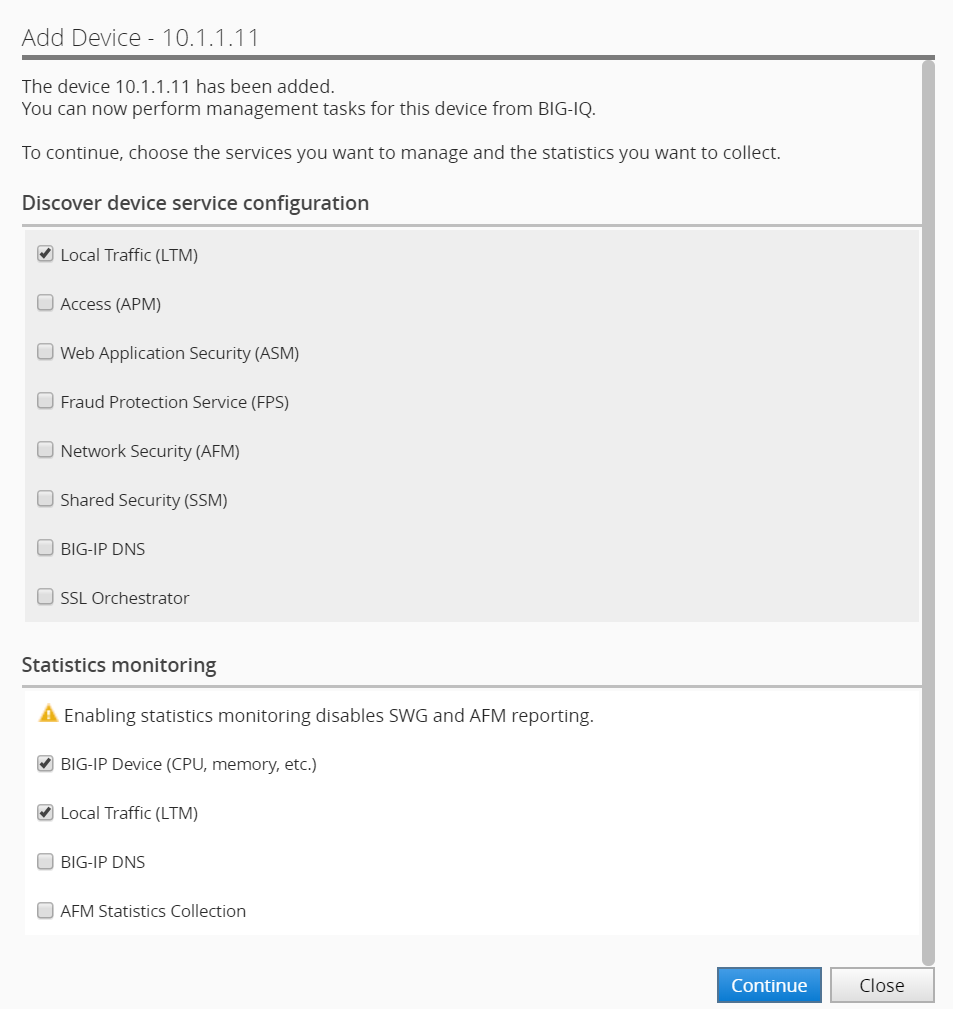 Add Device - 10.1.1.11
The device 10.1.1.11 has been added.
You can now perform management tasks for this device from BIG-IQ.
To continue, choose the services you want to manage and the statistics you want to collect.
Discover device service configuration
Local Traffic (LTM)
Access (APM)
Web Application Security (ASM)
Fraud Protection Service (FPS)
Network Security (AFM)
Shared Security (SSM)
BIG-IP DNS
SSL Orchestrator
Statistics monitoring
Enabling statistics monitoring disables SWG and AFM reporting.
BIG-IP Device (CPU, memory, etc.)
Local Traffic (LTM)
BIG-IP DNS
AFM Statistics Collection
Continue
Close